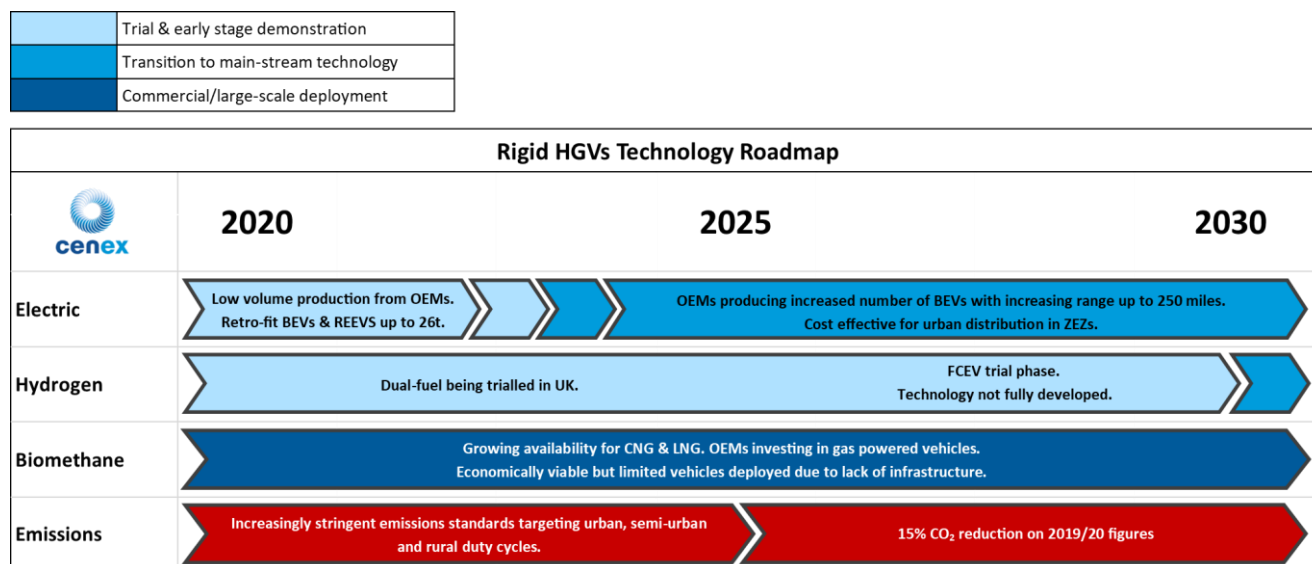 Trial & early stage demonstration
Transition to main-stream technology
Commercial/large-scale deployment
Rigid HGVs Technology Roadmap
cenex
2020
2025
2030
Electric
Low volume production from OEMs.
Retro-fit BEVs & REEVS up to 26t.
OEMs producing increased number of BEVs with increasing range up to 250 miles.
Cost effective for urban distribution in ZEZs.
Hydrogen
Dual-fuel being trialled in UK.
FCEV trial phase.
Technology not fully developed.
Biomethane
Growing availability for CNG & LNG. OEMs investing in gas powered vehicles.
Economically viable but limited vehicles deployed due to lack of infrastructure.
Emissions
Increasingly stringent emissions standards targeting urban, semi-urban
and rural duty cycles.
15% CO₂ reduction on 2019/20 figures